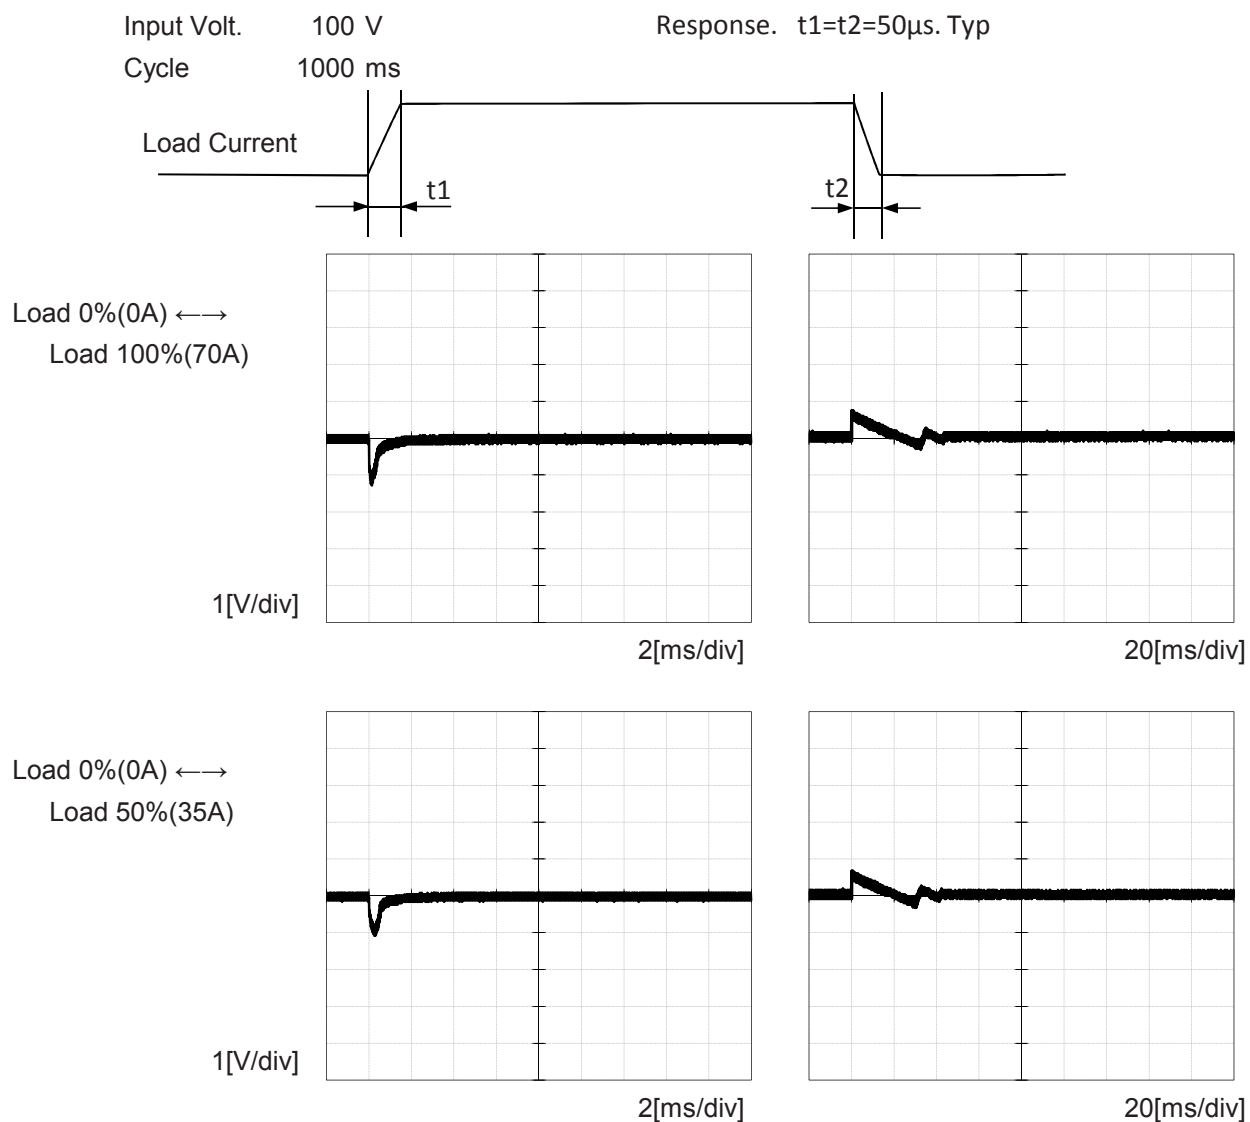 Input Volt. 100 V
Response. t1=t2=50µs. Typ
Cycle 1000 ms
Load Current
t1
t2
Load 0%(0A) ←→
Load 100%(70A)
1[V/div]
2[ms/div]
20[ms/div]
Load 0%(0A) ←→
Load 50%(35A)
1[V/div]
2[ms/div]
20[ms/div]